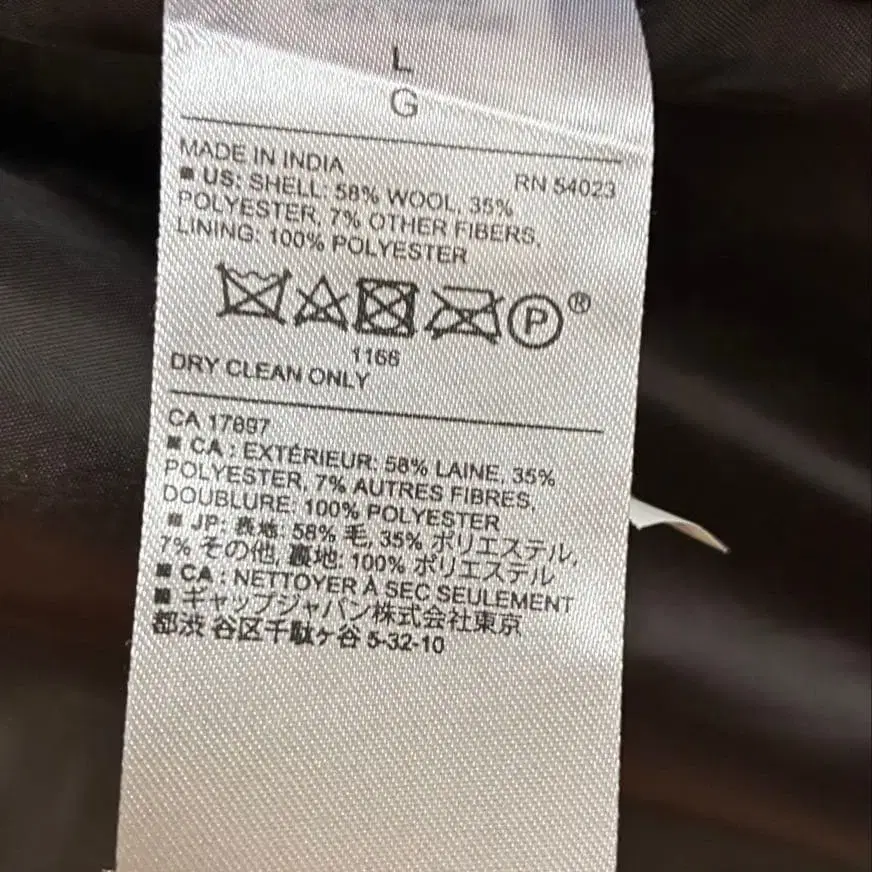 L
G
MADE IN INDIA
RN 54023
■ US: SHELL: 58% WOOL, 35%
POLYESTER, 7% OTHER FIBERS,
LINING: 100% POLYESTER
P®
1166
DRY CLEAN ONLY
CA 17897
■ CA : EXTÉRIEUR: 58% LAINE, 35%
POLYESTER, 7% AUTRES FIBRES,
DOUBLURE: 100% POLYESTER
■ JP: 表地: 58% 毛, 35% ポリエステル,
7% その他, 裏地: 100% ポリエステル
■ CA : NETTOYER À SEC SEULEMENT
■ ギャップジャパン株式会社東京
都渋 谷区千駄ヶ谷 5-32-10